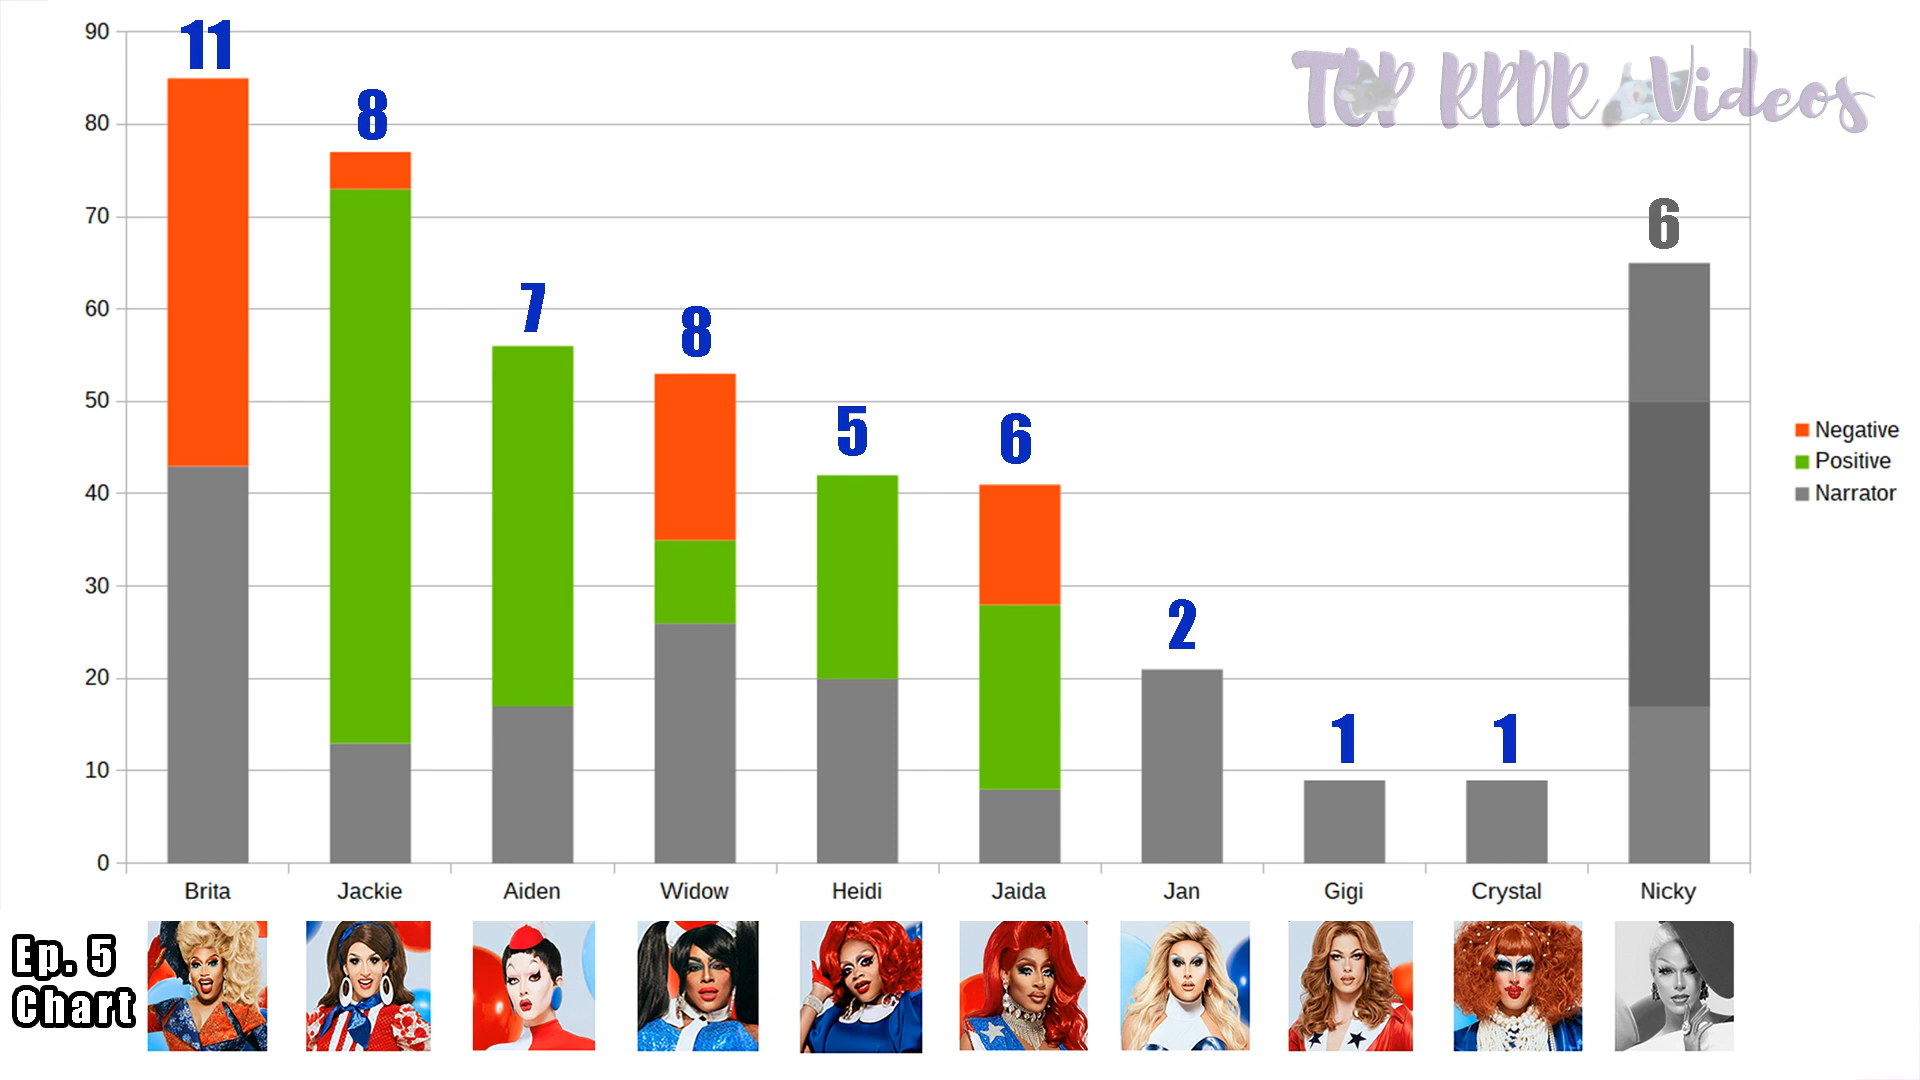 TOP RPDR Videos
90
80
70
60
50
40
30
20
10
0
11
8
7
8
5
6
2
1
1
6
Negative
Positive
Narrator
Brita Jackie Aiden Widow Heidi Jaida Jan Gigi Crystal Nicky
Ep. 5
Chart